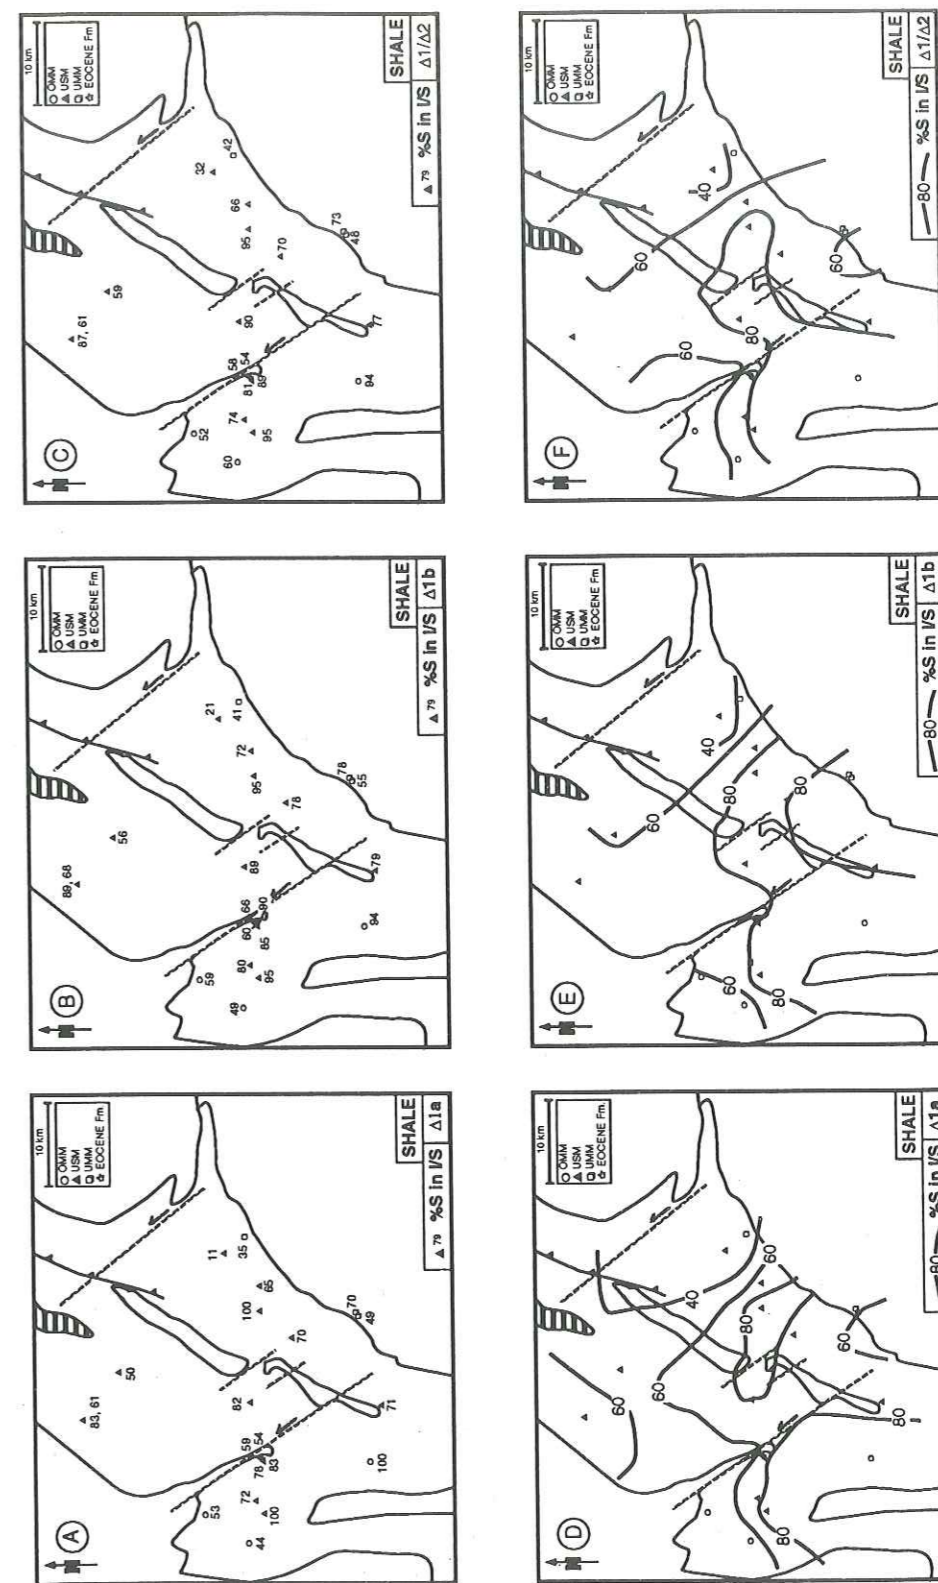 A
N
10 km
OMM
USM
UMM
EOCENE Fm
83, 61
50
53
44
72
100
78
83
59
54
82
100
65
11
35
70
70
49
71
100
SHALE
79 %S in I/S Δ1a
B
N
10 km
OMM
USM
UMM
EOCENE Fm
89, 68
56
59
49
80
95
60
85
66
90
89
95
72
21
41
78
78
55
79
94
SHALE
79 %S in I/S Δ1b
C
N
10 km
OMM
USM
UMM
EOCENE Fm
87, 61
59
52
60
74
95
81
89
58
54
90
95
66
32
42
70
73
48
77
94
SHALE
79 %S in I/S Δ1/Δ2
D
N
10 km
OMM
USM
UMM
EOCENE Fm.
60
60
40
60
80
80
60
80
SHALE
80 %S in I/S Δ1a
E
N
10 km
OMM
USM
UMM
EOCENE Fm
60
40
80
80
60
80
SHALE
80 %S in I/S Δ1b
F
N
10 km
OMM
USM
UMM
EOCENE Fm
60
40
60
80
60
SHALE
80 %S in I/S Δ1/Δ2